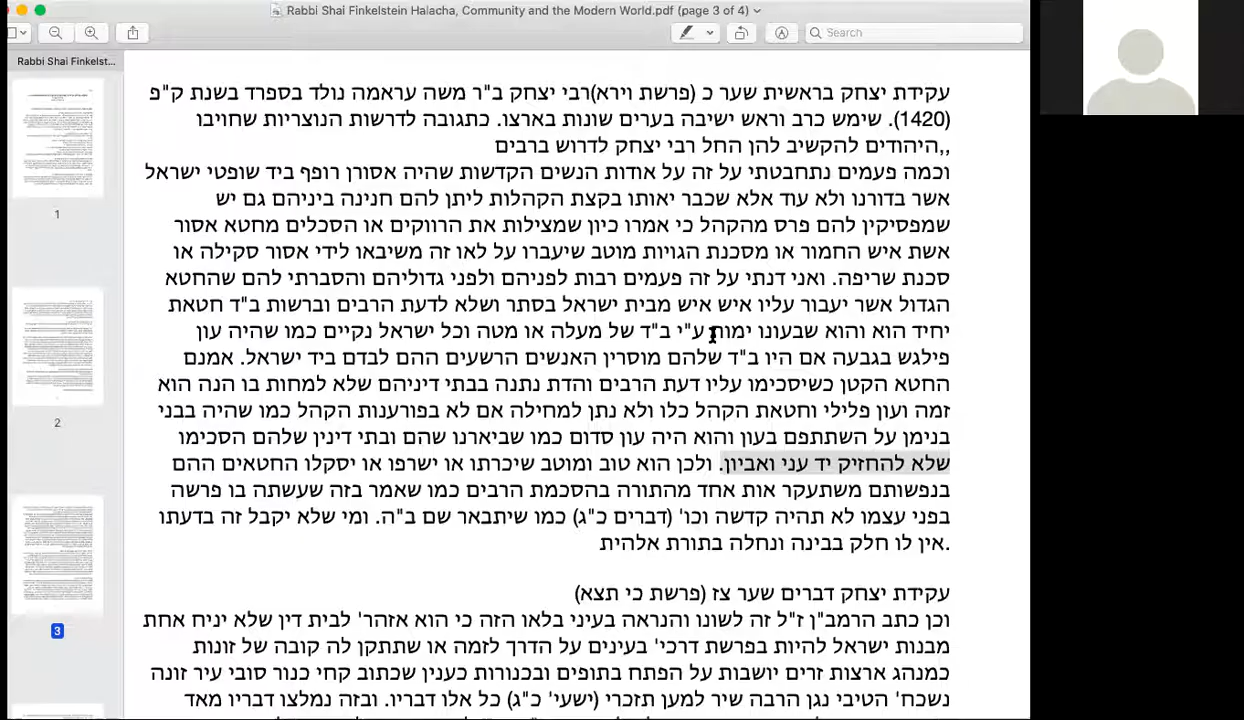 Rabbi Shai Finkelstein Halacha, Community and the Modern World.pdf (page 3 of 4)
Search
Rabbi Shai Finkelst...
1
2
3
עקידת יצחק בראשית שער כ (פרשת וירא)רבי יצחק ב"ר משה עראמה נולד בספרד בשנת ק"פ
(1420). שימש כרב וראש ישיבה בערים שונות בארצו. כתגובה לדרשות הנוצריות שחויבו
,,היהודים להקשיב להן החל רבי יצחק לדרוש ברבים
וכמה פעמים נתחבטתי על זה על אודות הנשים הקדשות שהיה אסורן רופף ביד שופטי ישראל
אשר בדורנו ולא עוד אלא שכבר יאותו בקצת הקהלות ליתן להם חנינה ביניהם גם יש
שמפסיקין להם פרס מהקהל כי אמרו כיון שמצילות את הרווקים או הסכלים מחטא אסור
אשת איש החמור או מסכנת הגויות מוטב שיעברו על לאו זה משיבאו לידי אסור סקילה או
סכנת שריפה. ואני דנתי על זה פעמים רבות לפניהם ולפני גדוליהם והסברתי להם שהחטא
הגדול אשר יעבור עליו איש איש מבית ישראל בסתר ושלא לדעת הרבים וברשות ב"ד חטאת
יחיד הוא והוא שבעונו ימות ע"י ב"ד של מעלה או מטה וכל ישראל נקיים כמו שהיה עון
פילגש בגבעה אם היו ב"ד שלהם מוסרין האנשים הרשעים ההם לבדם ביד ישראל. אמנם
החטא הקטן כשיסכימו עליו דעת הרבים והדת נתנה בבתי דיניהם שלא למחות בו הנה הוא
זמה ועון פלילי וחטאת הקהל כלו ולא נתן למחילה אם לא בפורענות הקהל כמו שהיה בבני
בנימן על השתתפם בעון והוא היה עון סדום כמו שביארנו שהם ובתי דינין שלהם הסכימו
שלא להחזיק יד עני ואביון. ולכן הוא טוב ומוטב שיכרתו או ישרפו או יסקלו החטאים ההם
בנפשותם משתעקר אות אחד מהתורה בהסכמת הרבים כמו שאמר בזה שעשתה בו פרשה
בפני עצמו לא תהיה קדשה וכו' (דברים כ"ג) כמו שיתבאר שם ב"ה. ומי שלא יקבל זה בדעתו
.אין לו חלק בבינה ונחלה בתורת אלהית
עקידת יצחק דברים שער צז (פרשת כי תצא)
וכן כתב הרמב"ן ז"ל זה לשונו והנראה בעיני בלאו הזה כי הוא אזהר' לבית דין שלא יניח אחת
מבנות ישראל להיות בפרשת דרכי' בעינים על הדרך לזמה או שתתקן לה קובה של זונות
כמנהג ארצות זרים יושבות על הפתח בתופים ובכנורות כענין שכתוב קחי כנור סובי עיר זונה
נשכח' הטיבי נגן הרבה שיר למען תזכרי (ישעי' כ"ג) כל אלו דבריו. ובזה נמלצו דבריו מאד